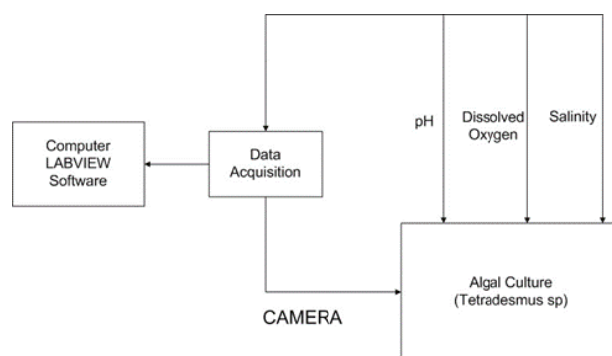 Computer
LABVIEW
Software
Data
Acquisition
pH
Dissolved
Oxygen
Salinity
Algal Culture
(Tetradesmus sp)
CAMERA